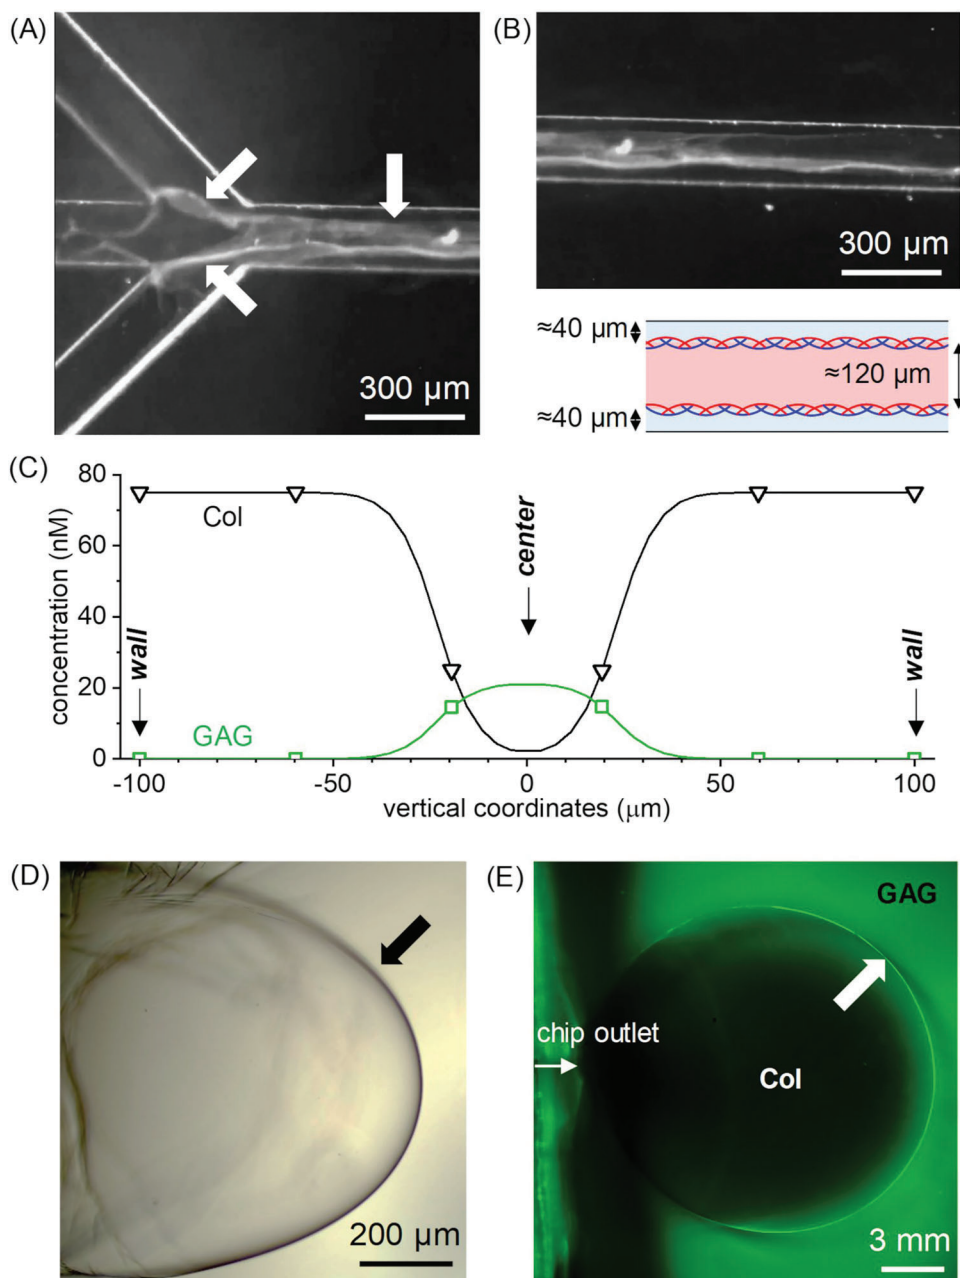 (A)
300 μm
(B)
300 μm
≈40 μm
≈120 μm
≈40 μm
(C)
80
60
40
20
0
concentration (nM)
Col
GAG
wall
center
wall
-100
-50
0
50
100
vertical coordinates (μm)
(D)
200 μm
(E)
GAG
chip outlet
Col
3 mm